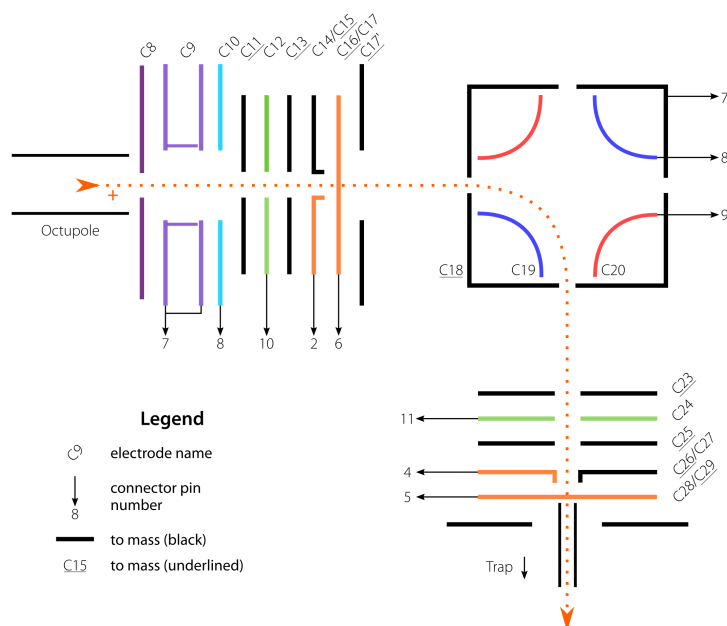 C8
C9
C10
C11
C12
C13
C14/C15
C16/C17
C17'
+
Octupole
7
8
10
2
6
7
8
9
C18
C19
C20
C23
C24
C25
C26/C27
C28/C29
11
4
5
Trap
Legend
C9 electrode name
8 connector pin
number
to mass (black)
C15 to mass (underlined)